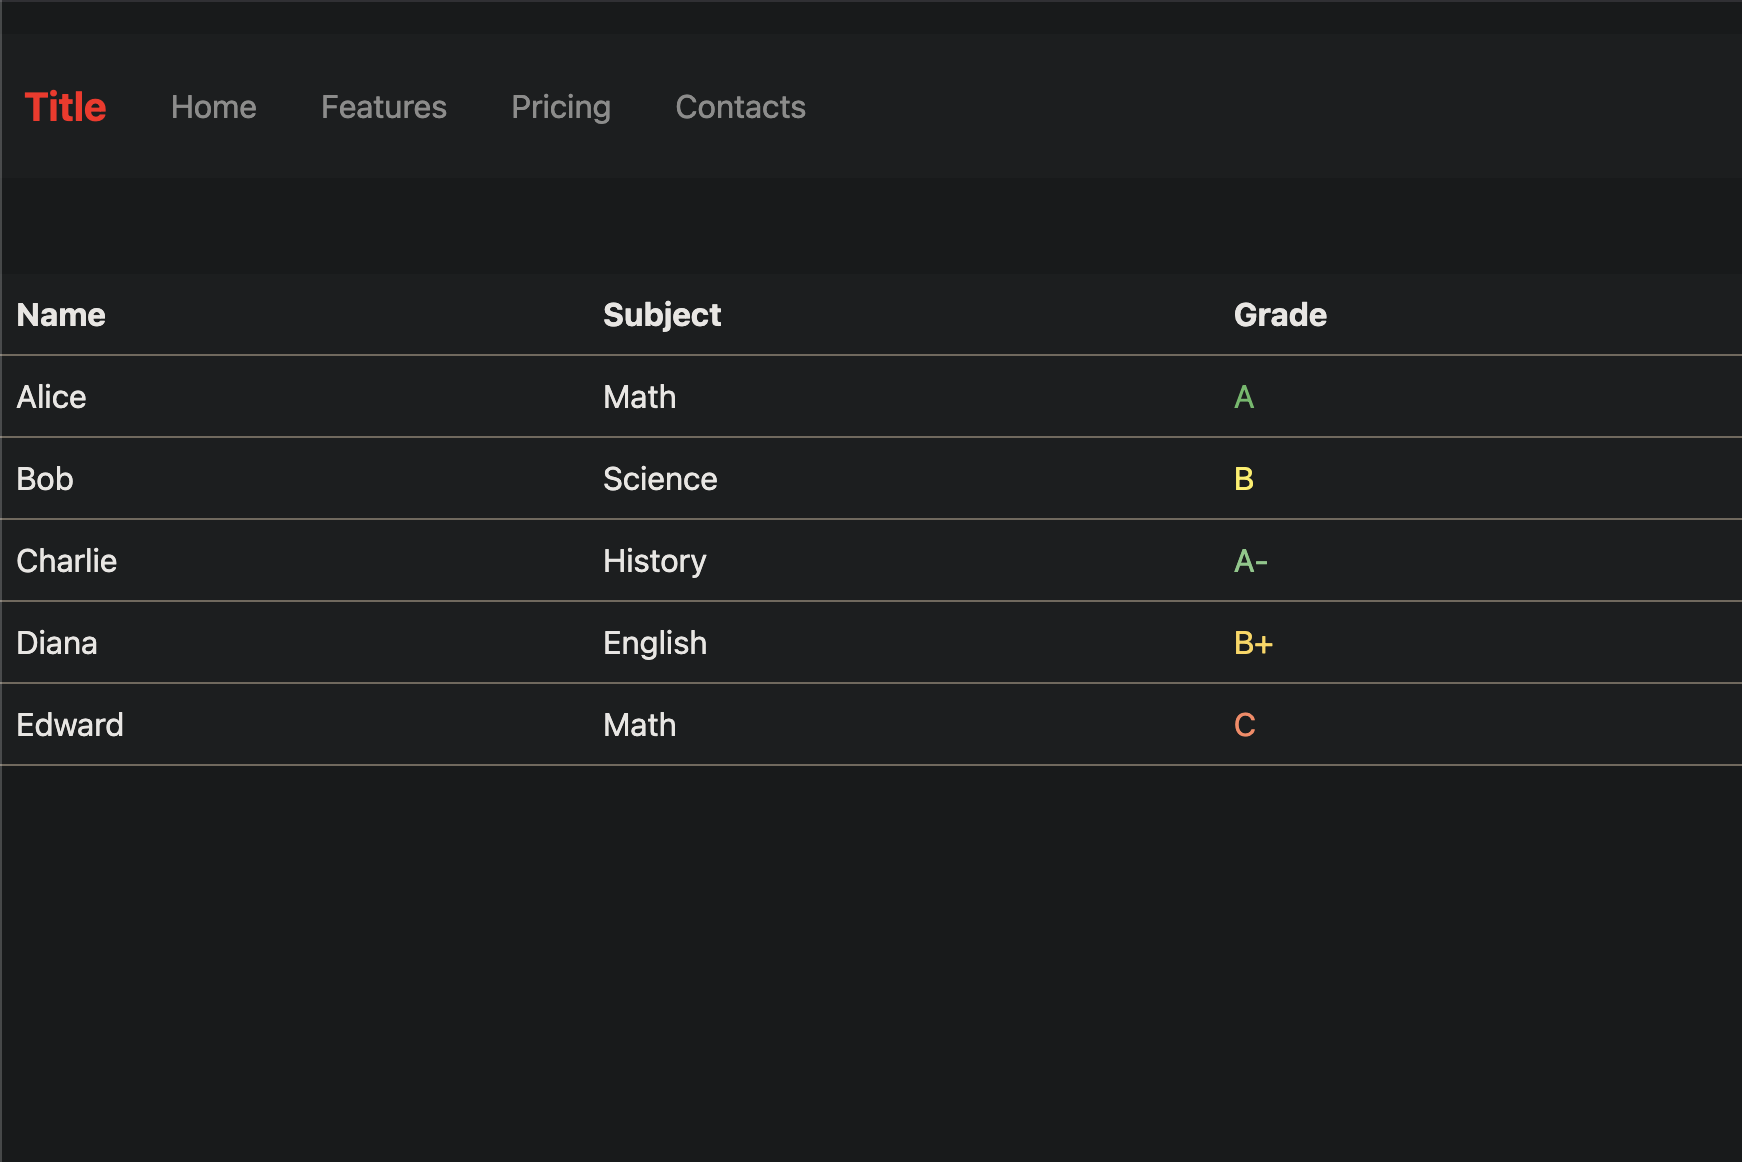 Title Home Features Pricing Contacts
Name Subject Grade
Alice Math A
Bob Science B
Charlie History A-
Diana English B+
Edward Math C